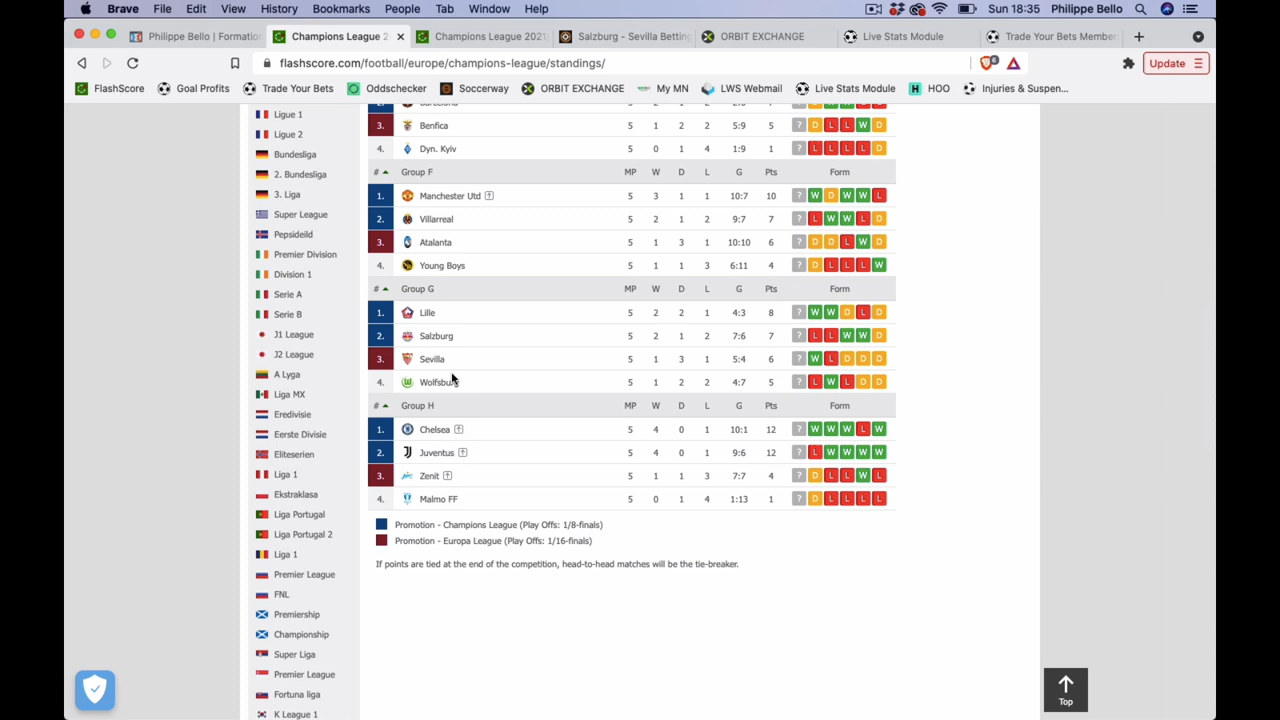 Brave File Edit View History Bookmarks People Tab Window Help Sun 18:35 Philippe Bello
Philippe Bello | Formation Champions League 2 Champions League 2021/ Salzburg - Sevilla Betting ORBIT EXCHANGE Live Stats Module Trade Your Bets Member
flashscore.com/football/europe/champions-league/standings/ Update
FlashScore Goal Profits Trade Your Bets Oddschecker Soccerway ORBIT EXCHANGE My MN LWS Webmail Live Stats Module HOO Injuries & Suspen...
Ligue 1
Ligue 2
Bundesliga
2. Bundesliga
3. Liga
Super League
Pepsideild
Premier Division
Division 1
Serie A
Serie B
J1 League
J2 League
A Lyga
Liga MX
Eredivisie
Eerste Divisie
Eliteserien
Liga 1
Ekstraklasa
Liga Portugal
Liga Portugal 2
Liga 1
Premier League
FNL
Premiership
Championship
Super Liga
Premier League
Fortuna liga
K League 1
3. Benfica 5 1 2 2 5:9 5 ? D L L W D
4. Dyn. Kyiv 5 0 1 4 1:9 1 ? L L L L D
# Group F MP W D L G Pts Form
1. Manchester Utd 5 3 1 1 10:7 10 ? W D W W L
2. Villarreal 5 2 1 2 9:7 7 ? L W W L D
3. Atalanta 5 1 3 1 10:10 6 ? D D L W D
4. Young Boys 5 1 1 3 6:11 4 ? D L L L W
# Group G MP W D L G Pts Form
1. Lille 5 2 2 1 4:3 8 ? W W D L D
2. Salzburg 5 2 1 2 7:6 7 ? L L W W D
3. Sevilla 5 1 3 1 5:4 6 ? W L D D D
4. Wolfsbu 5 1 2 2 4:7 5 ? L W L D D
# Group H MP W D L G Pts Form
1. Chelsea 5 4 0 1 10:1 12 ? W W W L W
2. Juventus 5 4 0 1 9:6 12 ? L W W W W
3. Zenit 5 1 1 3 7:7 4 ? D L L W L
4. Malmo FF 5 0 1 4 1:13 1 ? D L L L L
Promotion - Champions League (Play Offs: 1/8-finals)
Promotion - Europa League (Play Offs: 1/16-finals)
If points are tied at the end of the competition, head-to-head matches will be the tie-breaker.
Top